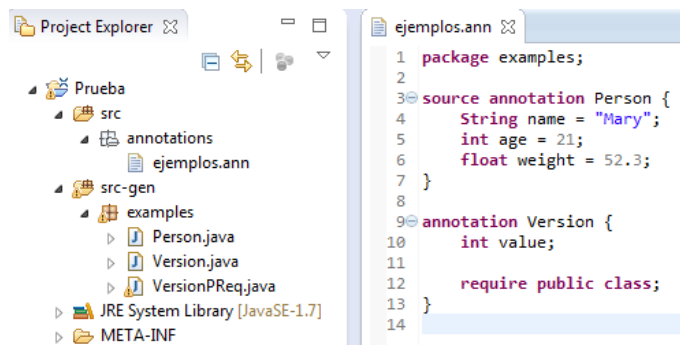 Project Explorer
Prueba
src
annotations
ejemplos.ann
src-gen
examples
Person.java
Version.java
VersionPReq.java
JRE System Library [JavaSE-1.7]
META-INF
ejemplos.ann
1 package examples;
2
3 source annotation Person {
4 String name = "Mary";
5 int age = 21;
6 float weight = 52.3;
7 }
8
9 annotation Version {
10 int value;
11
12 require public class;
13 }
14